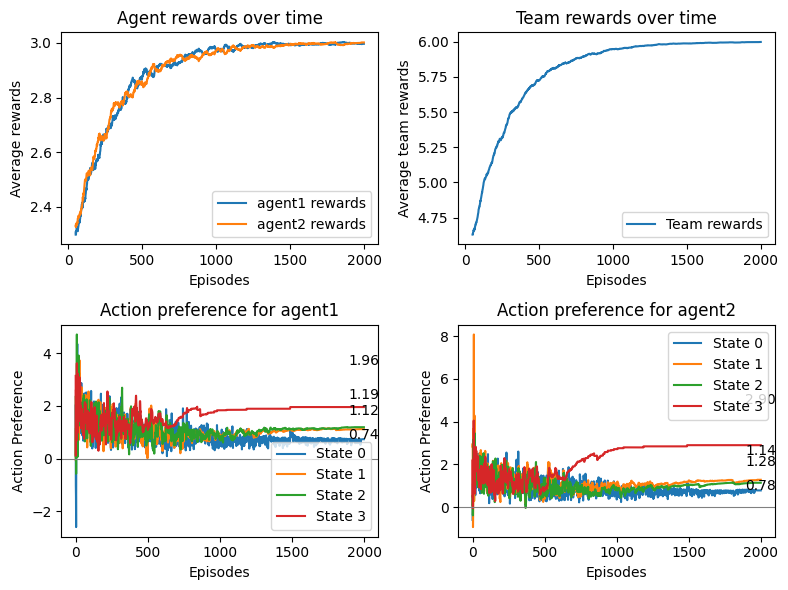 Agent rewards over time
Average rewards
3.0
2.8
2.6
2.4
agent1 rewards
agent2 rewards
0
500
1000
1500
2000
Episodes
Team rewards over time
Average team rewards
6.00
5.75
5.50
5.25
5.00
4.75
Team rewards
0
500
1000
1500
2000
Episodes
Action preference for agent1
Action Preference
4
2
0
−2
1.96
1.19
1.12
0.74
State 0
State 1
State 2
State 3
0
500
1000
1500
2000
Episodes
Action preference for agent2
Action Preference
8
6
4
2
0
State 0
State 1
State 2
State 3
2.90
1.14
1.28
0.78
0
500
1000
1500
2000
Episodes